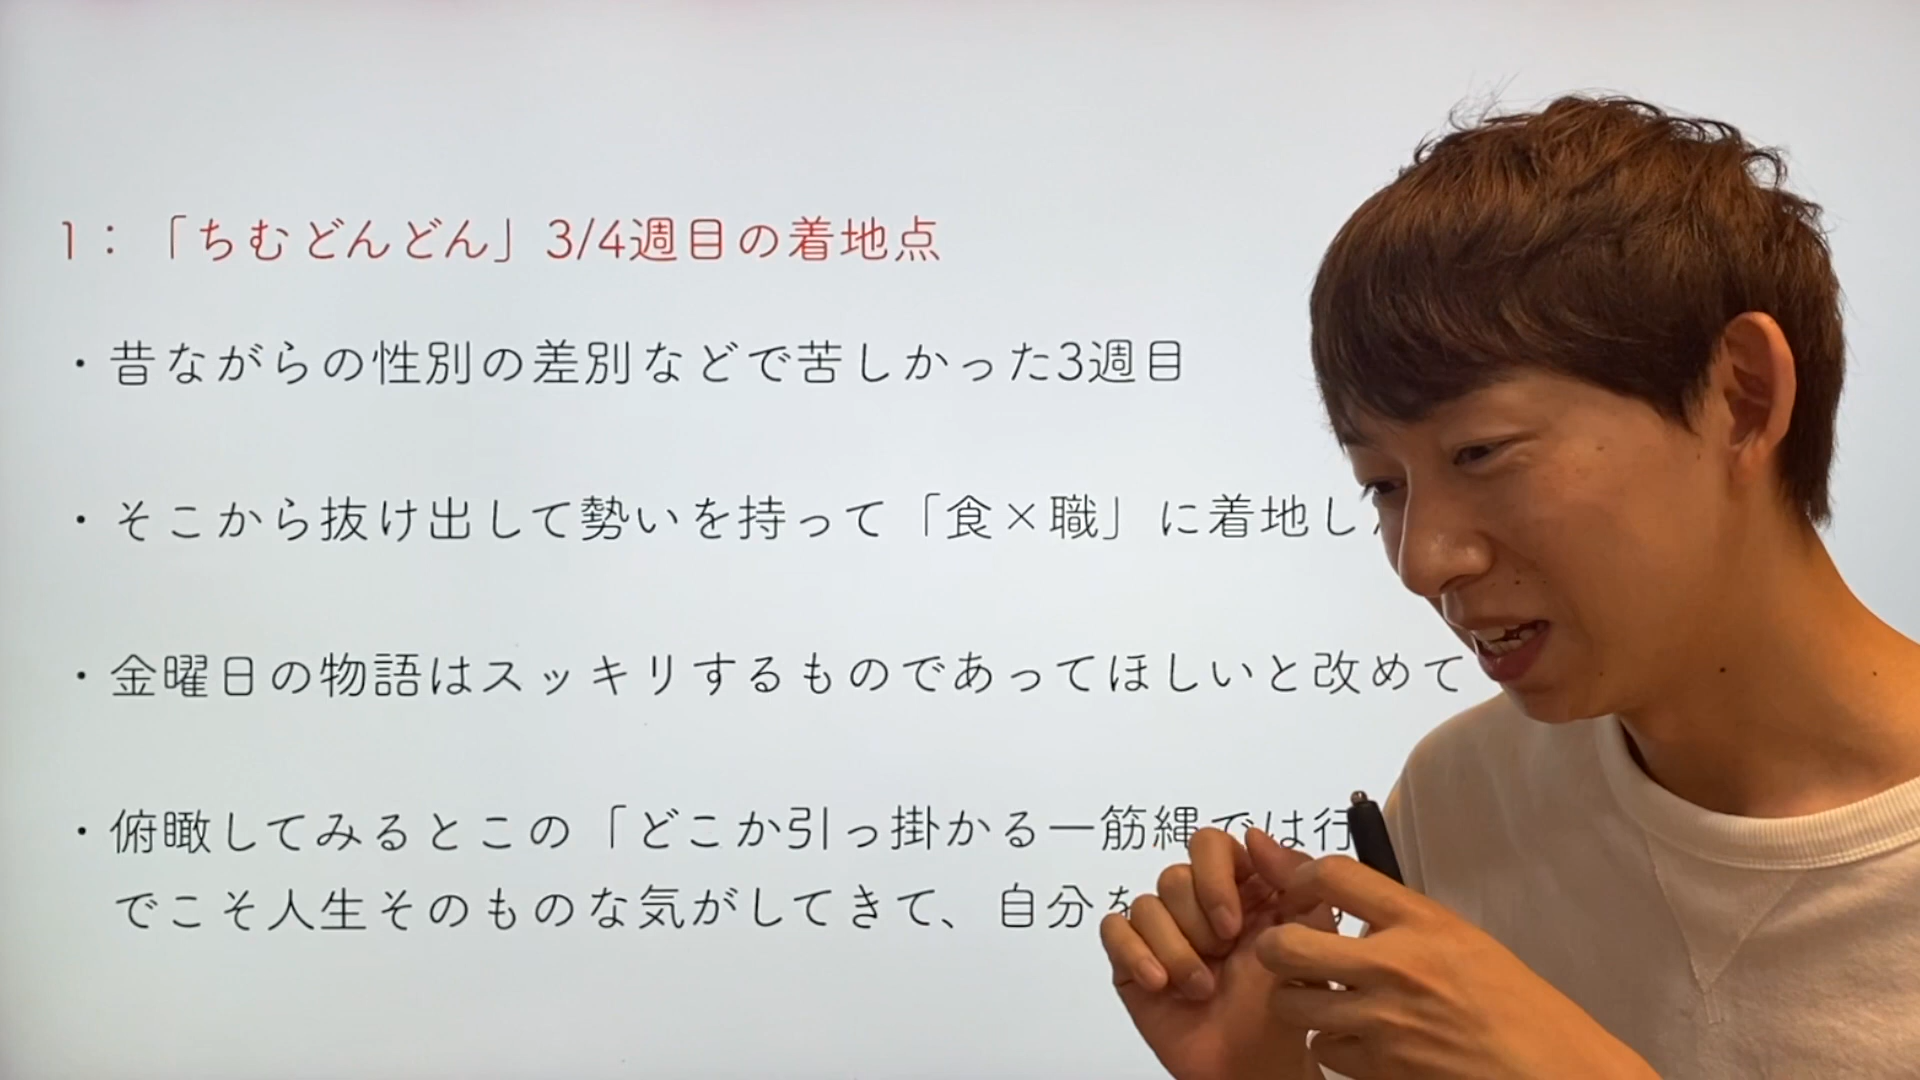 1：「ちむどんどん」3/4週目の着地点
・昔ながらの性別の差別などで苦しかった3週目
・そこから抜け出して勢いを持って「食×職」に着地し
・金曜日の物語はスッキリするものであってほしいと改めて
・俯瞰してみるとこの「どこか引っ掛かる一筋縄では行
でこそ人生そのものな気がしてきて、自分を